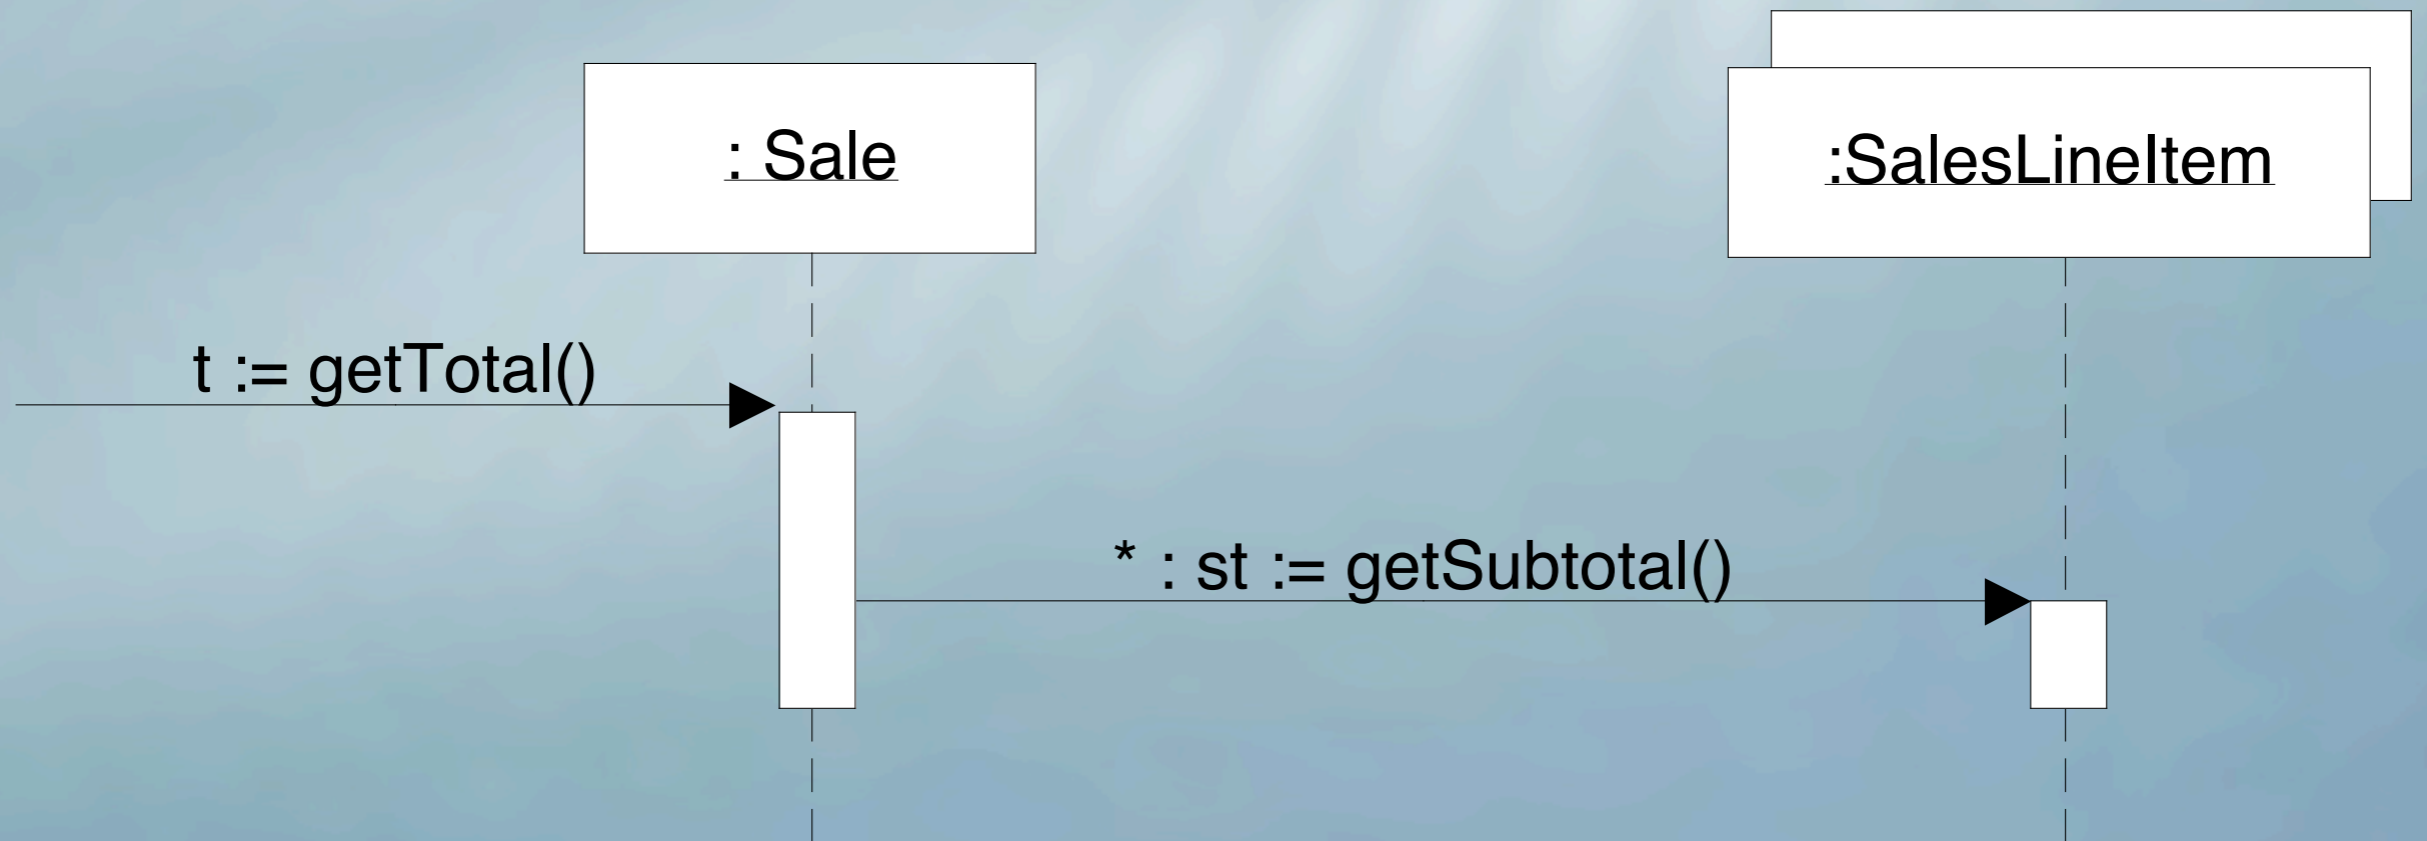 : Sale
:SalesLineItem
t := getTotal()
* : st := getSubtotal()